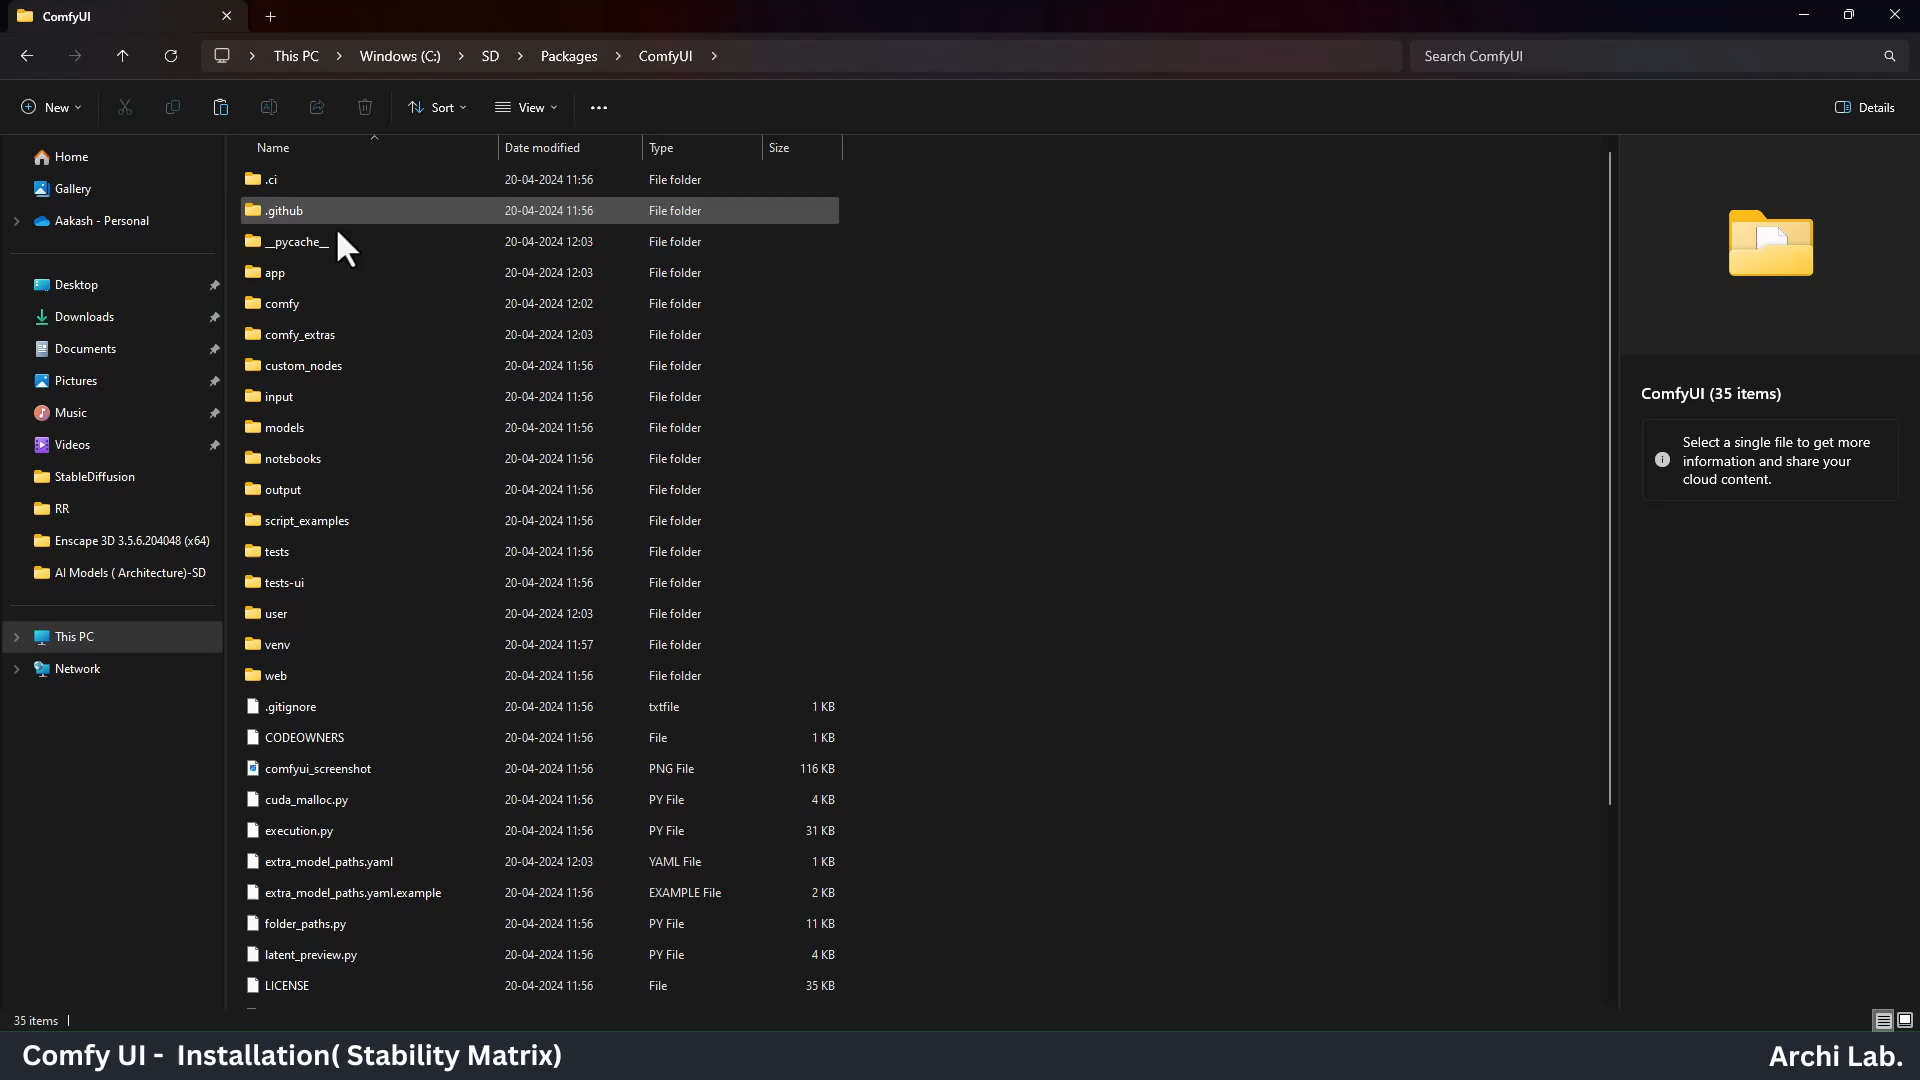 ComfyUI
This PC > Windows (C:) > SD > Packages > ComfyUI >
Search ComfyUI
New
Sort
View
Details
Home
Gallery
Aakash - Personal
Desktop
Downloads
Documents
Pictures
Music
Videos
StableDiffusion
RR
Enscape 3D 3.5.6.204048 (x64)
AI Models ( Architecture)-SD
This PC
Network
Name Date modified Type Size
.ci 20-04-2024 11:56 File folder
.github 20-04-2024 11:56 File folder
__pycache__ 20-04-2024 12:03 File folder
app 20-04-2024 12:03 File folder
comfy 20-04-2024 12:02 File folder
comfy_extras 20-04-2024 12:03 File folder
custom_nodes 20-04-2024 11:56 File folder
input 20-04-2024 11:56 File folder
models 20-04-2024 11:56 File folder
notebooks 20-04-2024 11:56 File folder
output 20-04-2024 11:56 File folder
script_examples 20-04-2024 11:56 File folder
tests 20-04-2024 11:56 File folder
tests-ui 20-04-2024 11:56 File folder
user 20-04-2024 12:03 File folder
venv 20-04-2024 11:57 File folder
web 20-04-2024 11:56 File folder
.gitignore 20-04-2024 11:56 txtfile 1 KB
CODEOWNERS 20-04-2024 11:56 File 1 KB
comfyui_screenshot 20-04-2024 11:56 PNG File 116 KB
cuda_malloc.py 20-04-2024 11:56 PY File 4 KB
execution.py 20-04-2024 11:56 PY File 31 KB
extra_model_paths.yaml 20-04-2024 12:03 YAML File 1 KB
extra_model_paths.yaml.example 20-04-2024 11:56 EXAMPLE File 2 KB
folder_paths.py 20-04-2024 11:56 PY File 11 KB
latent_preview.py 20-04-2024 11:56 PY File 4 KB
LICENSE 20-04-2024 11:56 File 35 KB
ComfyUI (35 items)
Select a single file to get more
information and share your
cloud content.
35 items
Comfy UI - Installation( Stability Matrix)
Archi Lab.